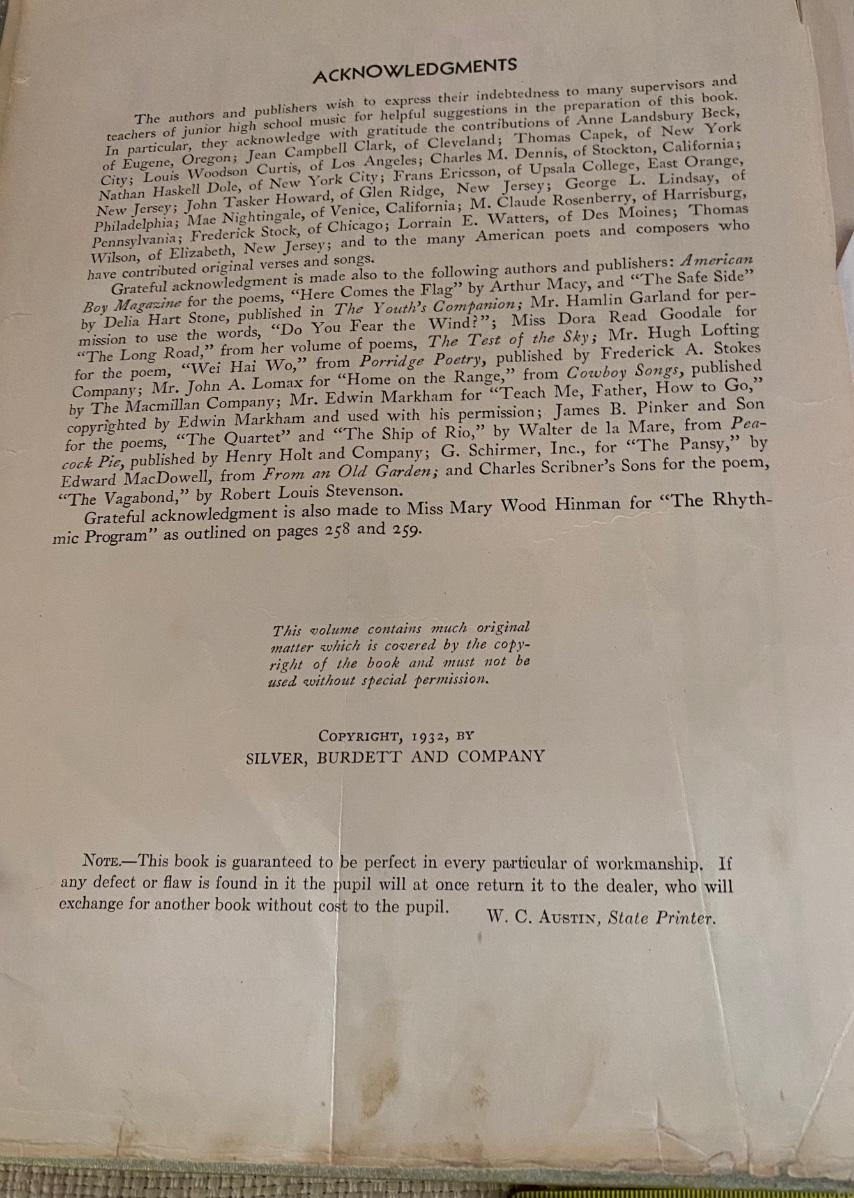 ACKNOWLEDGMENTS
The authors and publishers wish to express their indebtedness to many supervisors and
teachers of junior high school music for helpful suggestions in the preparation of this book.
In particular, they acknowledge with gratitude the contributions of Anne Landsbury Beck,
of Eugene, Oregon; Jean Campbell Clark, of Cleveland; Thomas Capek, of New York
City; Louis Woodson Curtis, of Los Angeles; Charles M. Dennis, of Stockton, California;
Nathan Haskell Dole, of New York City; Frans Ericsson, of Upsala College, East Orange,
New Jersey; John Tasker Howard, of Glen Ridge, New Jersey; George L. Lindsay, of
Philadelphia; Mae Nightingale, of Venice, California; M. Claude Rosenberry, of Harrisburg,
Pennsylvania; Frederick Stock, of Chicago; Lorrain E. Watters, of Des Moines; Thomas
Wilson, of Elizabeth, New Jersey; and to the many American poets and composers who
have contributed original verses and songs.
Grateful acknowledgment is made also to the following authors and publishers: American
Boy Magazine for the poems, "Here Comes the Flag" by Arthur Macy, and "The Safe Side"
by Delia Hart Stone, published in The Youth's Companion; Mr. Hamlin Garland for per-
mission to use the words, "Do You Fear the Wind?"; Miss Dora Read Goodale for
"The Long Road," from her volume of poems, The Test of the Sky; Mr. Hugh Lofting
for the poem, "Wei Hai Wo," from Porridge Poetry, published by Frederick A. Stokes
Company; Mr. John A. Lomax for "Home on the Range," from Cowboy Songs, published
by The Macmillan Company; Mr. Edwin Markham for "Teach Me, Father, How to Go,"
copyrighted by Edwin Markham and used with his permission; James B. Pinker and Son
for the poems, "The Quartet" and "The Ship of Rio," by Walter de la Mare, from Pea-
cock Pie, published by Henry Holt and Company; G. Schirmer, Inc., for "The Pansy," by
Edward MacDowell, from From an Old Garden; and Charles Scribner's Sons for the poem,
"The Vagabond," by Robert Louis Stevenson.
Grateful acknowledgment is also made to Miss Mary Wood Hinman for "The Rhyth-
mic Program" as outlined on pages 258 and 259.
This volume contains much original
matter which is covered by the copy-
right of the book and must not be
used without special permission.
COPYRIGHT, 1932, BY
SILVER, BURDETT AND COMPANY
NOTE.—This book is guaranteed to be perfect in every particular of workmanship. If
any defect or flaw is found in it the pupil will at once return it to the dealer, who will
exchange for another book without cost to the pupil.
W. C. AUSTIN, State Printer.